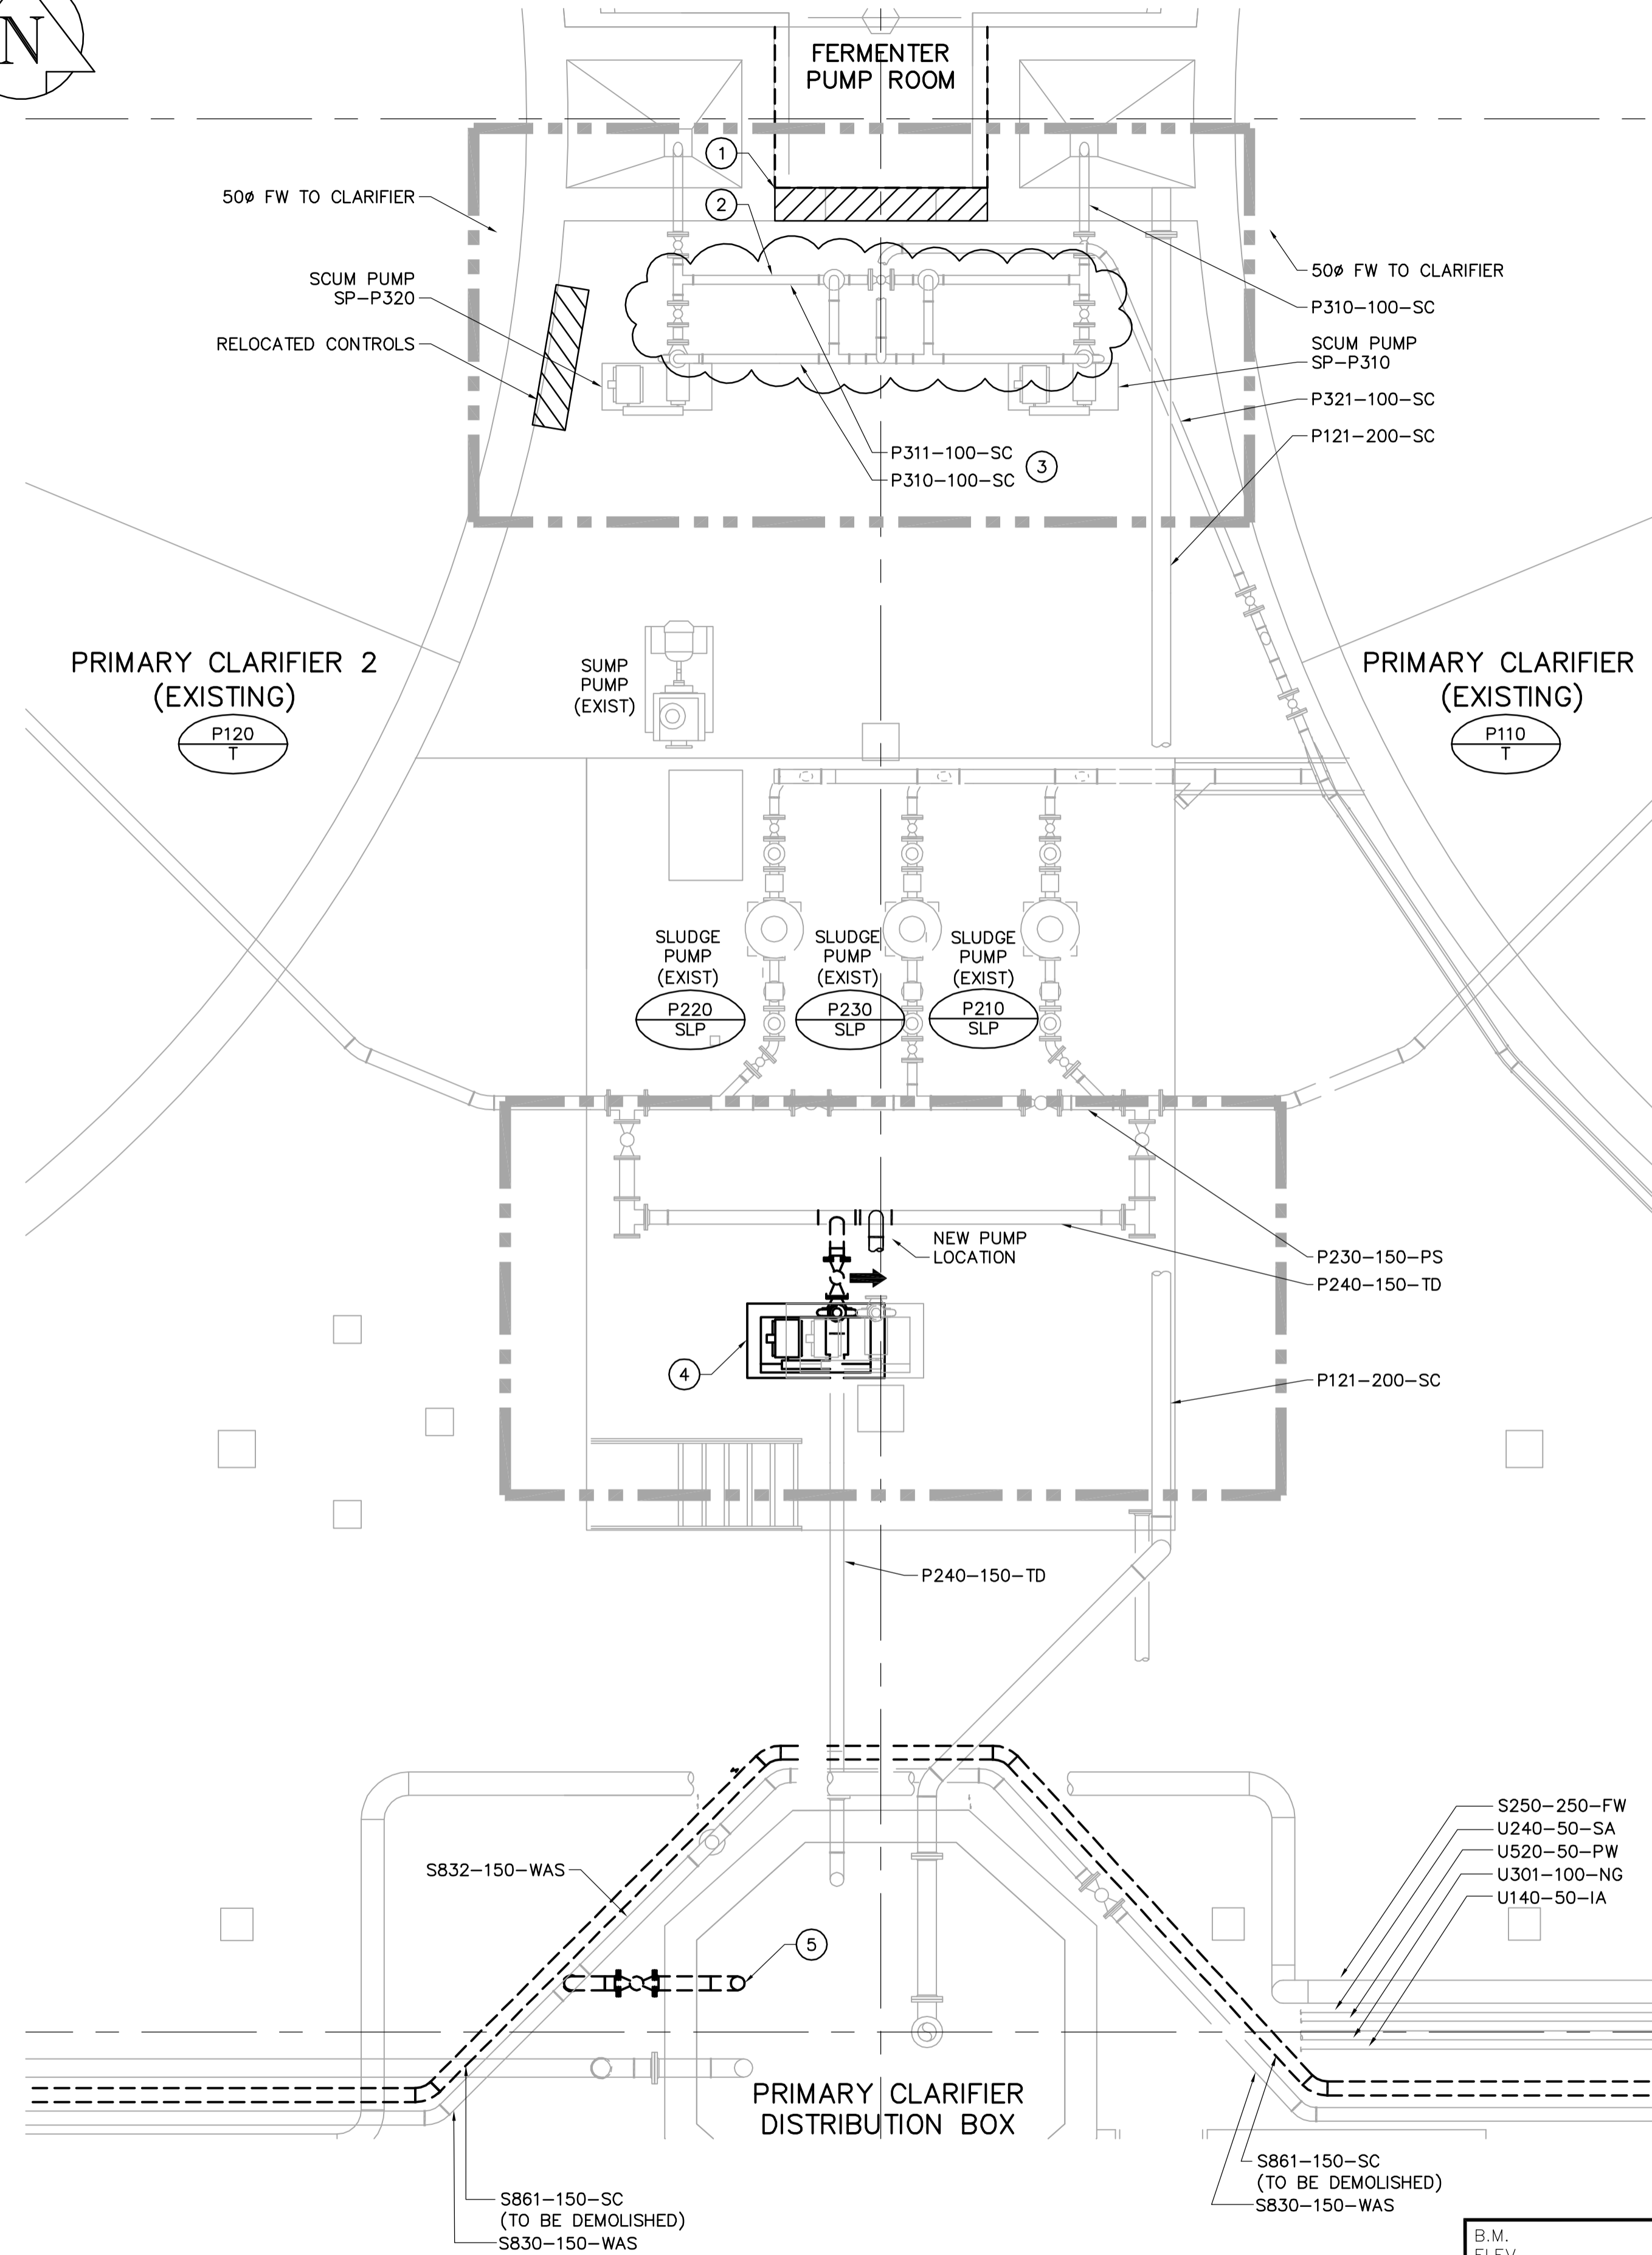 N
FERMENTER
PUMP ROOM
1
2
50ø FW TO CLARIFIER
SCUM PUMP
SP-P320
RELOCATED CONTROLS
50ø FW TO CLARIFIER
P310-100-SC
SCUM PUMP
SP-P310
P321-100-SC
P121-200-SC
P311-100-SC
P310-100-SC
3
PRIMARY CLARIFIER 2
(EXISTING)
P120
T
SUMP
PUMP
(EXIST)
PRIMARY CLARIFIER
(EXISTING)
P110
T
SLUDGE
PUMP
(EXIST)
P220
SLP
SLUDGE
PUMP
(EXIST)
P230
SLP
SLUDGE
PUMP
(EXIST)
P210
SLP
NEW PUMP
LOCATION
P230-150-PS
P240-150-TD
4
P121-200-SC
P240-150-TD
S832-150-WAS
5
S250-250-FW
U240-50-SA
U520-50-PW
U301-100-NG
U140-50-IA
PRIMARY CLARIFIER
DISTRIBUTION BOX
S861-150-SC
(TO BE DEMOLISHED)
S830-150-WAS
S861-150-SC
(TO BE DEMOLISHED)
S830-150-WAS
B.M.
ELEV